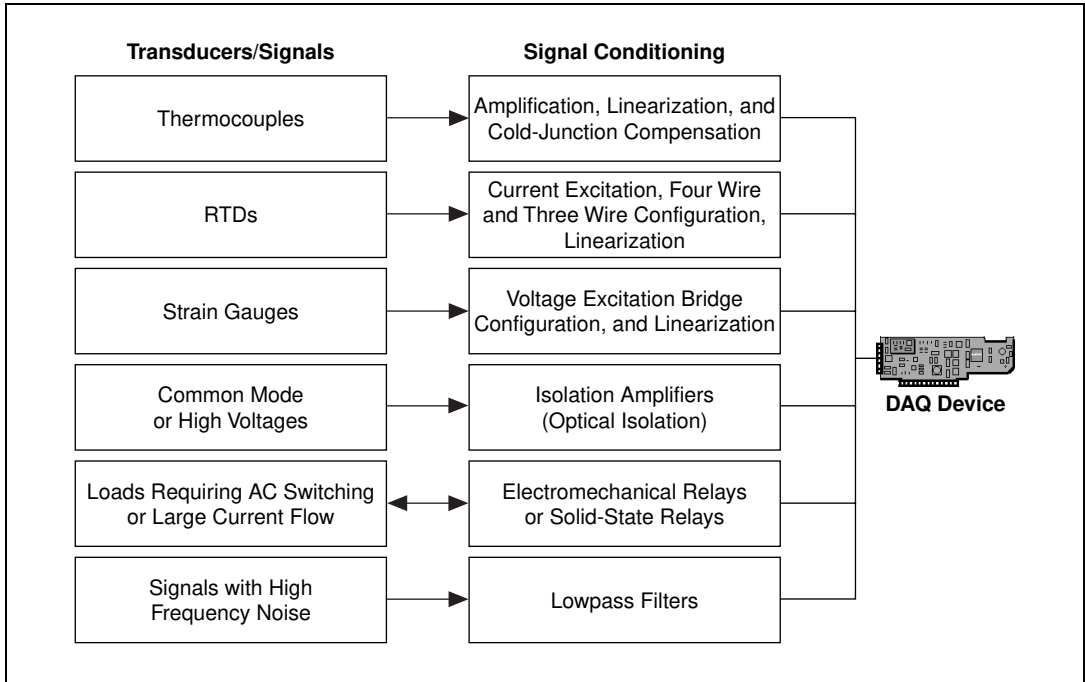 Transducers/Signals
Signal Conditioning
Thermocouples
Amplification, Linearization, and
Cold-Junction Compensation
RTDs
Current Excitation, Four Wire
and Three Wire Configuration,
Linearization
Strain Gauges
Voltage Excitation Bridge
Configuration, and Linearization
Common Mode
or High Voltages
Isolation Amplifiers
(Optical Isolation)
Loads Requiring AC Switching
or Large Current Flow
Electromechanical Relays
or Solid-State Relays
Signals with High
Frequency Noise
Lowpass Filters
DAQ Device